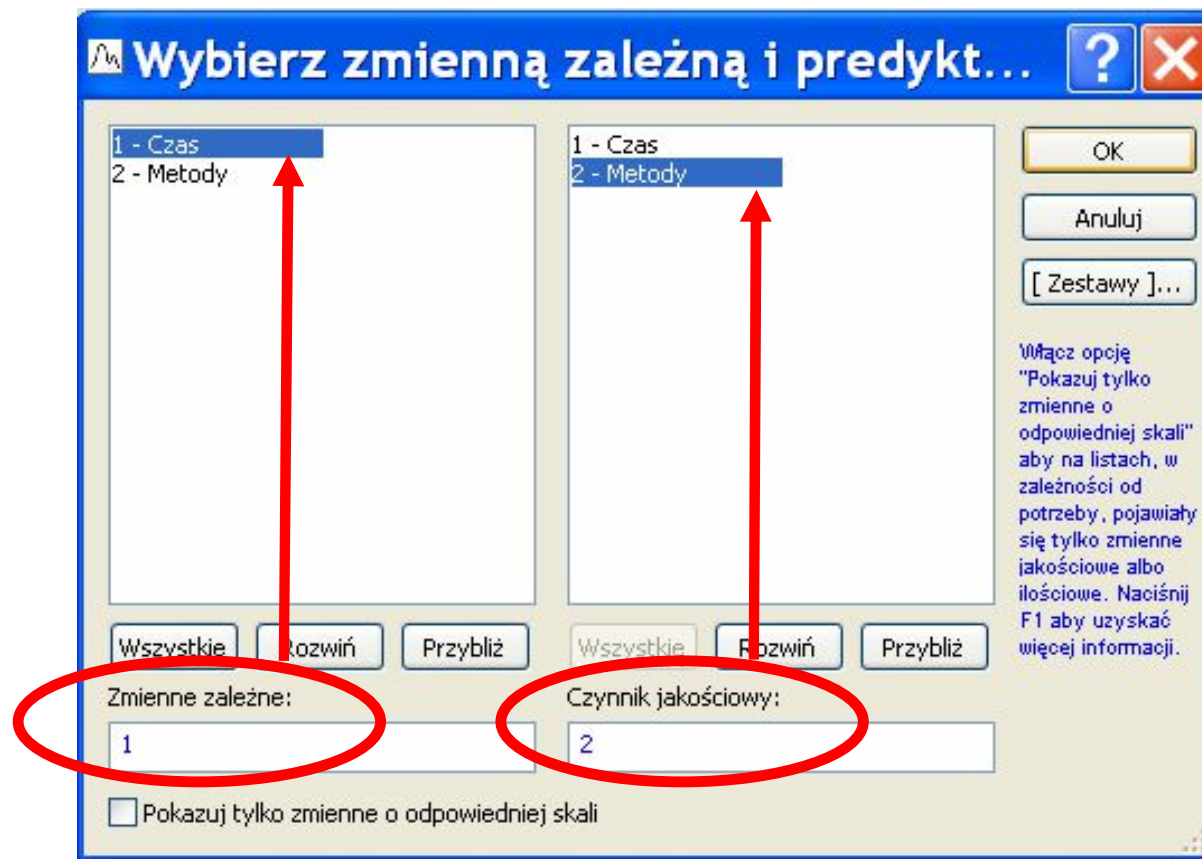 Wybierz zmienną zależną i predykt...
1 - Czas
2 - Metody
1 - Czas
2 - Metody
OK
Anuluj
[ Zestawy ]...
Włącz opcję
"Pokazuj tylko
zmienne o
odpowiedniej skali"
aby na listach, w
zależności od
potrzeby, pojawiały
się tylko zmienne
jakościowe albo
ilościowe. Naciśnij
F1 aby uzyskać
więcej informacji.
Wszystkie
Rozwiń
Przybliż
Wszystkie
Rozwiń
Przybliż
Zmienne zależne:
1
Czynnik jakościowy:
2
Pokazuj tylko zmienne o odpowiedniej skali